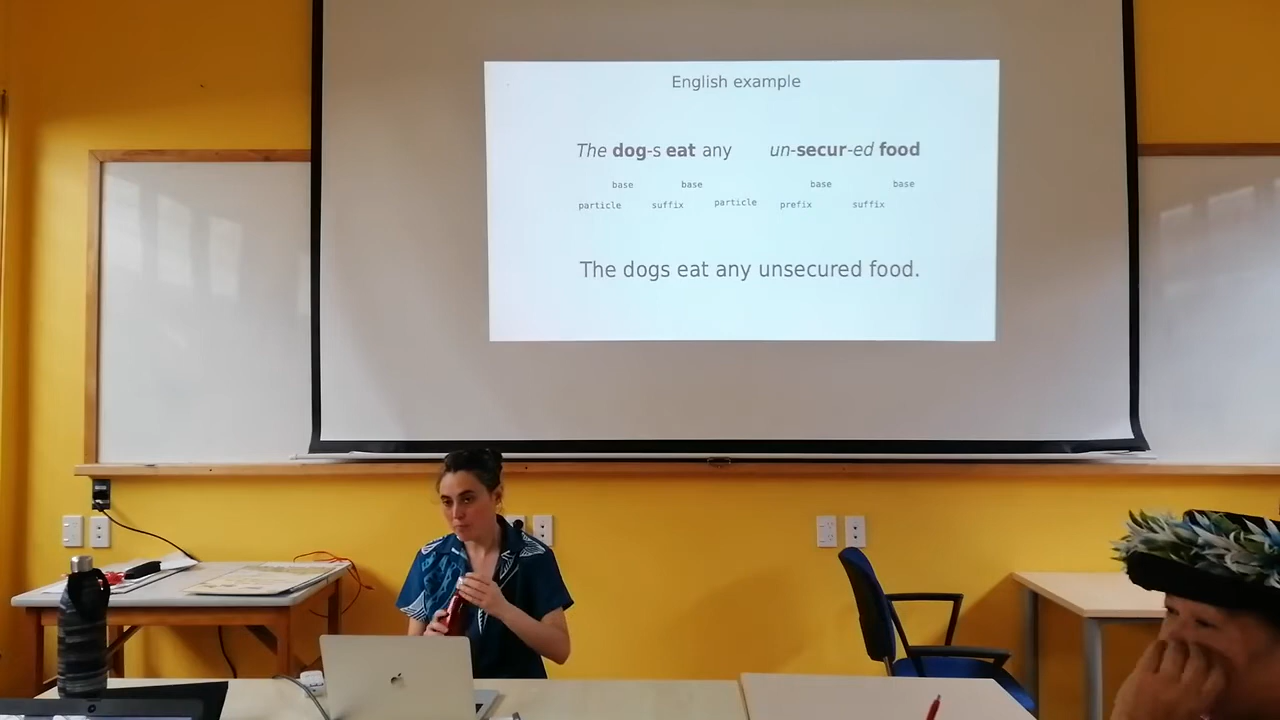 English example
The dog-s eat any un-secur-ed food
base base base base
particle suffix particle prefix suffix
The dogs eat any unsecured food.